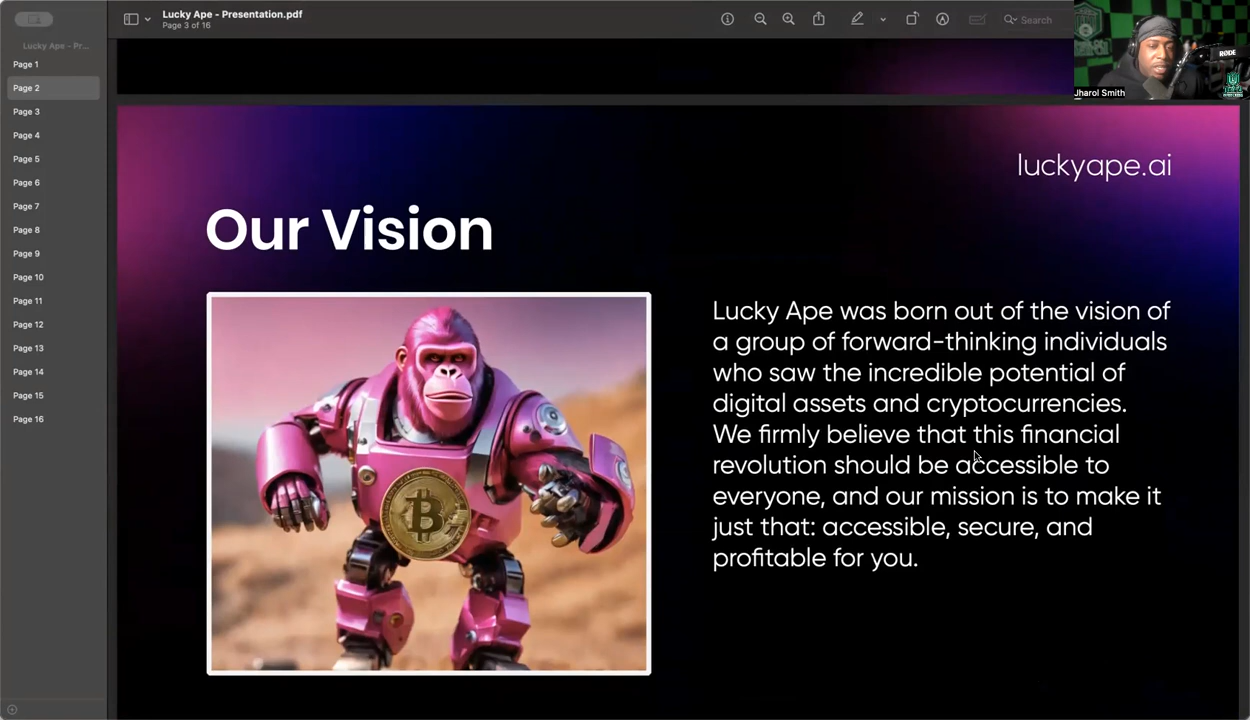 Lucky Ape - Presentation.pdf
Page 3 of 16
Search
Lucky Ape - Pr...
Page 1
Page 2
Page 3
Page 4
Page 5
Page 6
Page 7
Page 8
Page 9
Page 10
Page 11
Page 12
Page 13
Page 14
Page 15
Page 16
RØDE
Jharol Smith
luckyape.ai
Our Vision
Lucky Ape was born out of the vision of
a group of forward-thinking individuals
who saw the incredible potential of
digital assets and cryptocurrencies.
We firmly believe that this financial
revolution should be accessible to
everyone, and our mission is to make it
just that: accessible, secure, and
profitable for you.